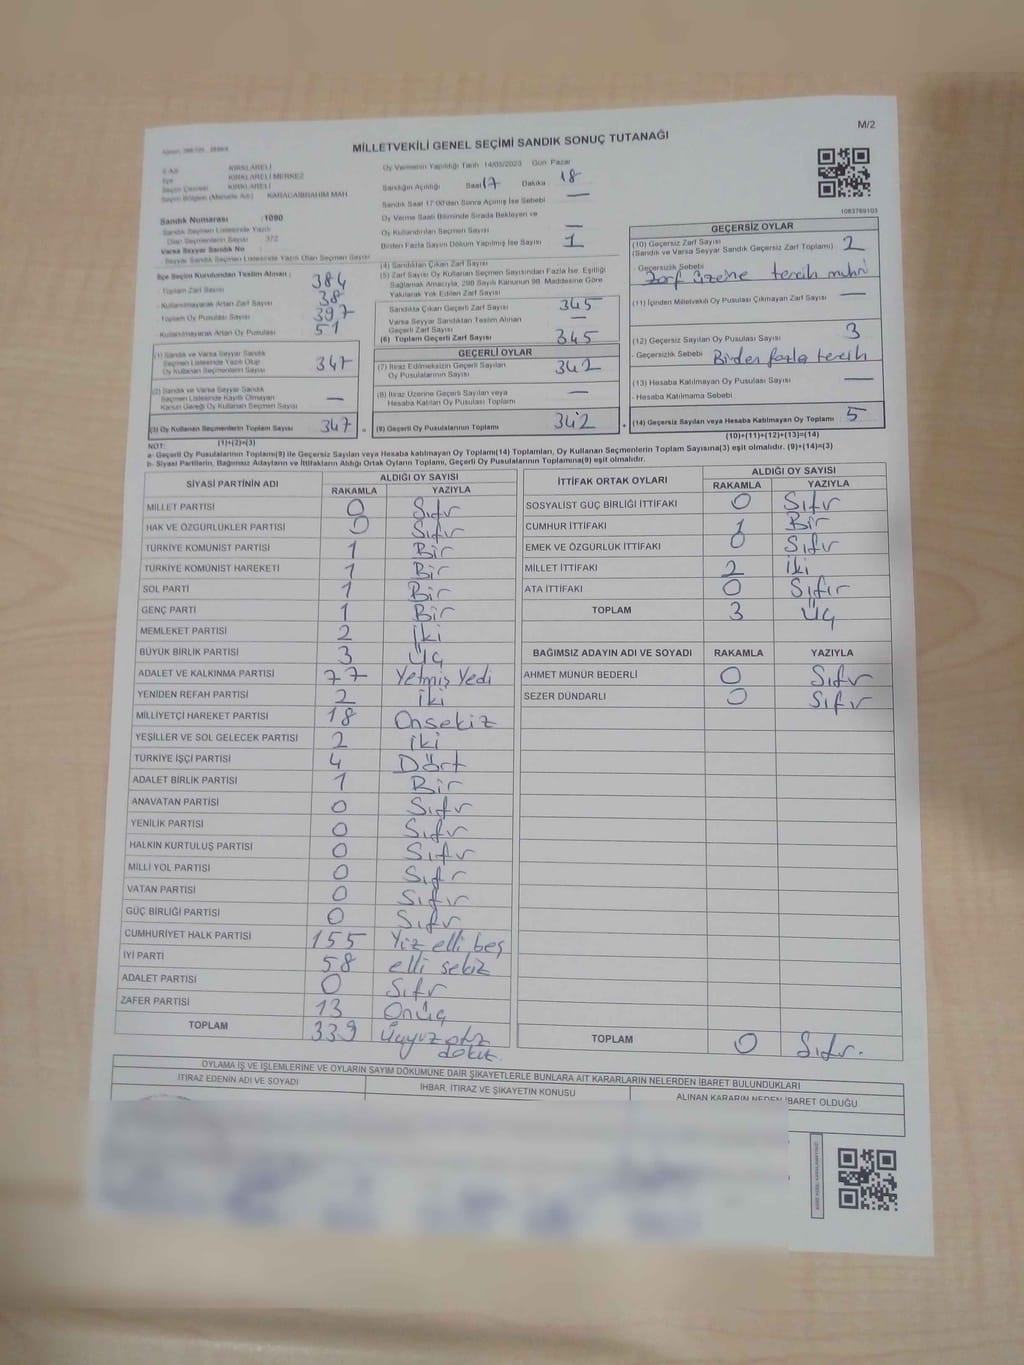 M/2
MİLLETVEKİLİ GENEL SEÇİMİ SANDIK SONUÇ TUTANAĞI
İli KIRKLARELİ
İlçe KIRKLARELİ MERKEZ
Seçim Çevresi KIRKLARELİ
Seçim Bölgesi (Mahalle Adı) KARACAİBRAHİM MAH.
Sandık Numarası :1090
Sandık Seçmen Listesinde Yazılı
Olan Seçmenlerin Sayısı 372
Varsa Seyyar Sandık No
Seyyar Sandık Seçmen Listesinde Yazılı Olan Seçmen Sayısı
İlçe Seçim Kurulundan Teslim Alınan ;
Toplam Zarf Sayısı 384
Kullanılmayarak Artan Zarf Sayısı 38
Toplam Oy Pusulası Sayısı 397
Kullanılmayarak Artan Oy Pusulası 51
Oy Vermenin Yapıldığı Tarih 14/05/2023 Gün Pazar
Sandığın Açıldığı Saat 17 Dakika 18
Sandık Saat 17:00'den Sonra Açılmış İse Sebebi —
Oy Verme Saati Bitiminde Sırada Bekleyen ve
Oy Kullandırılan Seçmen Sayısı —
Birden Fazla Sayım Döküm Yapılmış İse Sayısı 1
(4) Sandıktan Çıkan Zarf Sayısı
(5) Zarf Sayısı Oy Kullanan Seçmen Sayısından Fazla İse, Eşitliği
Sağlamak Amacıyla, 298 Sayılı Kanunun 98. Maddesine Göre
Yakılarak Yok Edilen Zarf Sayısı
Sandıkta Çıkan Geçerli Zarf Sayısı 345
Varsa Seyyar Sandıktan Teslim Alınan
Geçerli Zarf Sayısı —
(6) Toplam Geçerli Zarf Sayısı 345
1083789103
GEÇERSİZ OYLAR
(10) Geçersiz Zarf Sayısı
(Sandık ve Varsa Seyyar Sandık Geçersiz Zarf Toplamı) 2
- Geçersizlik Sebebi
Zarf üzerine tercih mührü
(11) İçinden Milletvekili Oy Pusulası Çıkmayan Zarf Sayısı —
(12) Geçersiz Sayılan Oy Pusulası Sayısı 3
- Geçersizlik Sebebi Birden fazla tercih
(13) Hesaba Katılmayan Oy Pusulası Sayısı —
- Hesaba Katılmama Sebebi
(14) Geçersiz Sayılan veya Hesaba Katılmayan Oy Toplamı 5
(10)+(11)+(12)+(13)=(14)
(1) Sandık ve Varsa Seyyar Sandık
Seçmen Listesinde Yazılı Olup
Oy Kullanan Seçmenlerin Sayısı 347
(2) Sandık ve Varsa Seyyar Sandık
Seçmen Listesinde Kayıtlı Olmayan
Kanun Gereği Oy Kullanan Seçmen Sayısı —
(3) Oy Kullanan Seçmenlerin Toplam Sayısı 347
(1)+(2)=(3)
GEÇERLİ OYLAR
(7) İtiraz Edilmeksizin Geçerli Sayılan
Oy Pusulalarının Sayısı 342
(8) İtiraz Üzerine Geçerli Sayılan veya
Hesaba Katılan Oy Pusulası Toplamı —
(9) Geçerli Oy Pusulalarının Toplamı 342
NOT:
a- Geçerli Oy Pusulalarının Toplamı(9) ile Geçersiz Sayılan veya Hesaba katılmayan Oy Toplamı(14) Toplamları, Oy Kullanan Seçmenlerin Toplam Sayısına(3) eşit olmalıdır. (9)+(14)=(3)
b- Siyasi Partilerin, Bağımsız Adayların ve İttifakların Aldığı Ortak Oyların Toplamı, Geçerli Oy Pusulalarının Toplamına(9) eşit olmalıdır.
SİYASİ PARTİNİN ADI ALDIĞI OY SAYISI
RAKAMLA YAZIYLA
MİLLET PARTİSİ 0 Sıfır
HAK VE ÖZGÜRLÜKLER PARTİSİ 0 Sıfır
TÜRKİYE KOMÜNİST PARTİSİ 1 Bir
TÜRKİYE KOMÜNİST HAREKETİ 1 Bir
SOL PARTİ 1 Bir
GENÇ PARTİ 1 Bir
MEMLEKET PARTİSİ 2 İki
BÜYÜK BİRLİK PARTİSİ 3 Üç
ADALET VE KALKINMA PARTİSİ 77 Yetmiş Yedi
YENİDEN REFAH PARTİSİ 2 İki
MİLLİYETÇİ HAREKET PARTİSİ 18 Onsekiz
YEŞİLLER VE SOL GELECEK PARTİSİ 2 İki
TÜRKİYE İŞÇİ PARTİSİ 4 Dört
ADALET BİRLİK PARTİSİ 1 Bir
ANAVATAN PARTİSİ 0 Sıfır
YENİLİK PARTİSİ 0 Sıfır
HALKIN KURTULUŞ PARTİSİ 0 Sıfır
MİLLİ YOL PARTİSİ 0 Sıfır
VATAN PARTİSİ 0 Sıfır
GÜÇ BİRLİĞİ PARTİSİ 0 Sıfır
CUMHURİYET HALK PARTİSİ 155 Yüz elli beş
İYİ PARTİ 58 elli sekiz
ADALET PARTİSİ 0 Sıfır
ZAFER PARTİSİ 13 Onüç
TOPLAM 339 Üçyüz otuz dokuz
İTTİFAK ORTAK OYLARI ALDIĞI OY SAYISI
RAKAMLA YAZIYLA
SOSYALİST GÜÇ BİRLİĞİ İTTİFAKI 0 Sıfır
CUMHUR İTTİFAKI 1 Bir
EMEK VE ÖZGÜRLÜK İTTİFAKI 0 Sıfır
MİLLET İTTİFAKI 2 İki
ATA İTTİFAKI 0 Sıfır
TOPLAM 3 Üç
BAĞIMSIZ ADAYIN ADI VE SOYADI RAKAMLA YAZIYLA
AHMET MÜNÜR BEDERLİ 0 Sıfır
SEZER DÜNDARLI 0 Sıfır
TOPLAM 0 Sıfır.
OYLAMA İŞ VE İŞLEMLERİNE VE OYLARIN SAYIM DÖKÜMÜNE DAİR ŞİKAYETLERLE BUNLARA AİT KARARLARIN NELERDEN İBARET BULUNDUKLARI
İTİRAZ EDENİN ADI VE SOYADI İHBAR, İTİRAZ VE ŞİKAYETİN KONUSU ALINAN KARARIN NEDEN İBARET OLDUĞU